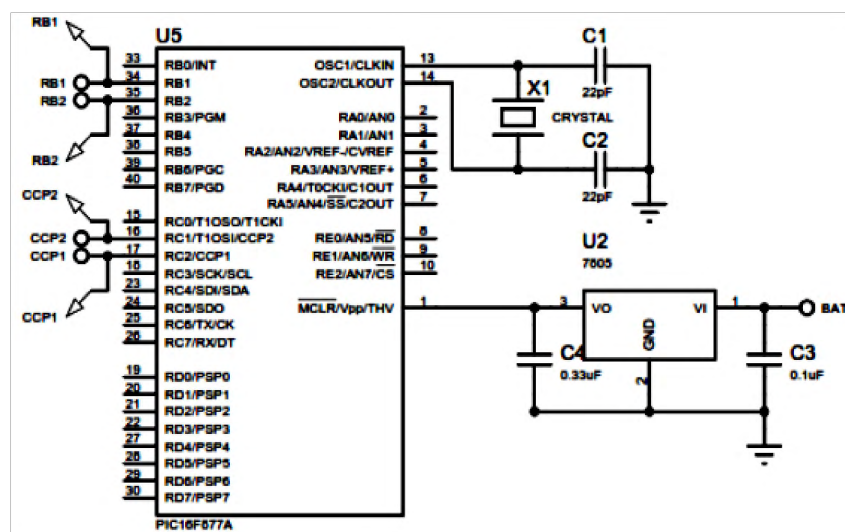 RB1
RB1
RB2
RB2
CCP2
CCP2
CCP1
CCP1
U5
33 RB0/INT
34 RB1
35 RB2
36 RB3/PGM
37 RB4
38 RB5
39 RB6/PGC
40 RB7/PGD
15 RC0/T1OSO/T1CKI
16 RC1/T1OSI/CCP2
17 RC2/CCP1
18 RC3/SCK/SCL
23 RC4/SDI/SDA
24 RC5/SDO
25 RC6/TX/CK
26 RC7/RX/DT
19 RD0/PSP0
20 RD1/PSP1
21 RD2/PSP2
22 RD3/PSP3
27 RD4/PSP4
28 RD5/PSP5
29 RD6/PSP6
30 RD7/PSP7
OSC1/CLKIN 13
OSC2/CLKOUT 14
RA0/AN0 2
RA1/AN1 3
RA2/AN2/VREF-/CVREF 4
RA3/AN3/VREF+ 5
RA4/T0CKI/C1OUT 6
RA5/AN4/SS/C2OUT 7
RE0/AN5/RD 8
RE1/AN6/WR 9
RE2/AN7/CS 10
MCLR/Vpp/THV 1
PIC16F877A
C1
22pF
X1
CRYSTAL
C2
22pF
U2
7805
3 VO
VI 1
GND
2
BAT
C4
0.33uF
C3
0.1uF